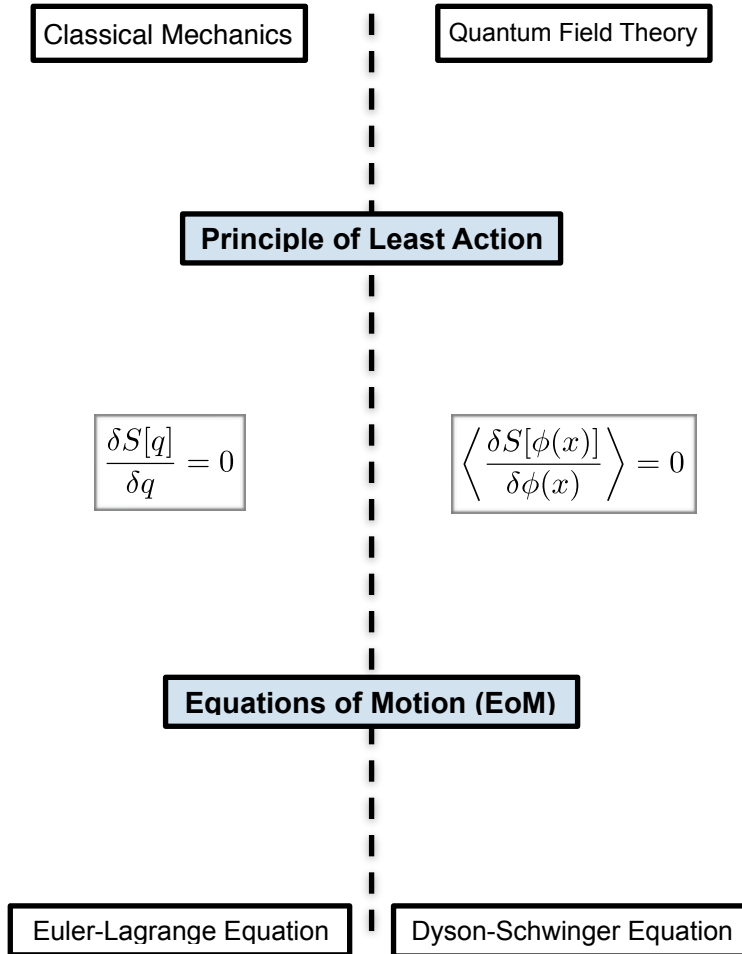 Classical Mechanics
Quantum Field Theory
Principle of Least Action
δS[q]/δq = 0
⟨δS[ϕ(x)]/δϕ(x)⟩ = 0
Equations of Motion (EoM)
Euler-Lagrange Equation
Dyson-Schwinger Equation